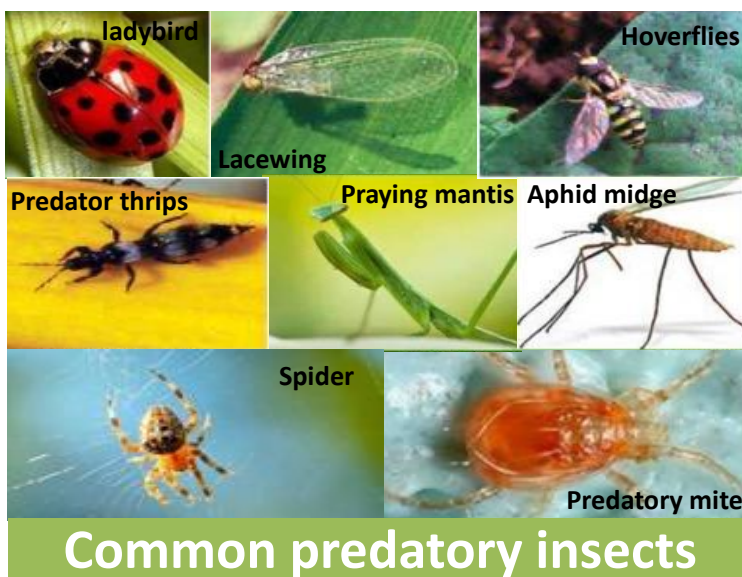 ladybird
Lacewing
Hoverflies
Predator thrips
Praying mantis
Aphid midge
Spider
Predatory mite
Common predatory insects